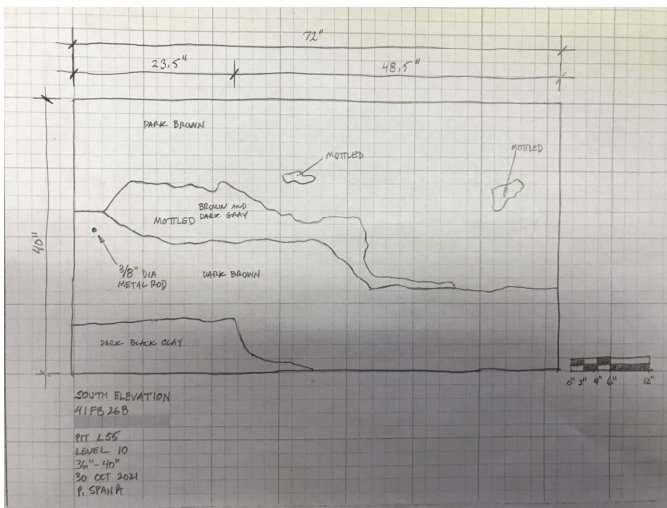 72"
23.5"
48.5"
DARK BROWN
MOTTLED
MOTTLED
BROWN AND
MOTTLED DARK GRAY
40"
3/8" DIA
METAL ROD
DARK BROWN
DARK BLACK CLAY
0" 2" 4" 6" 12"
SOUTH ELEVATION
41FB268
PIT L55
LEVEL 10
36"-40"
30 OCT 2021
P. SPANA